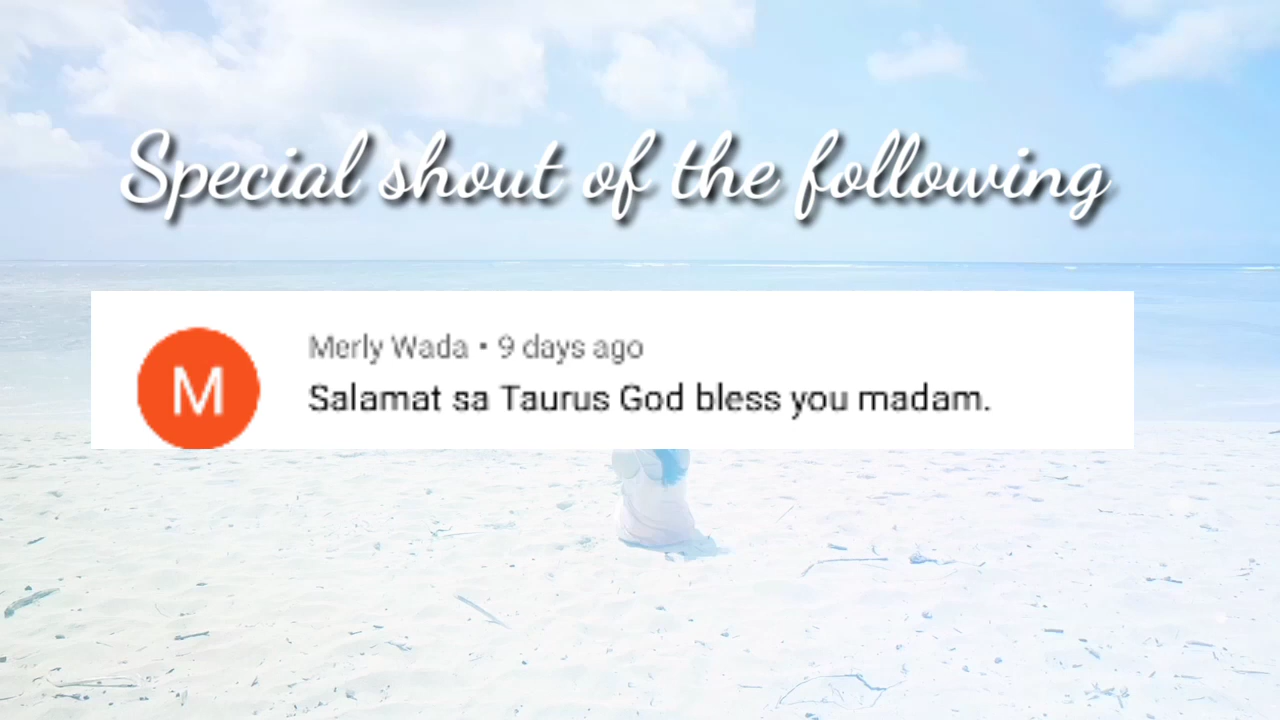 Special shout of the following
M
Merly Wada • 9 days ago
Salamat sa Taurus God bless you madam.